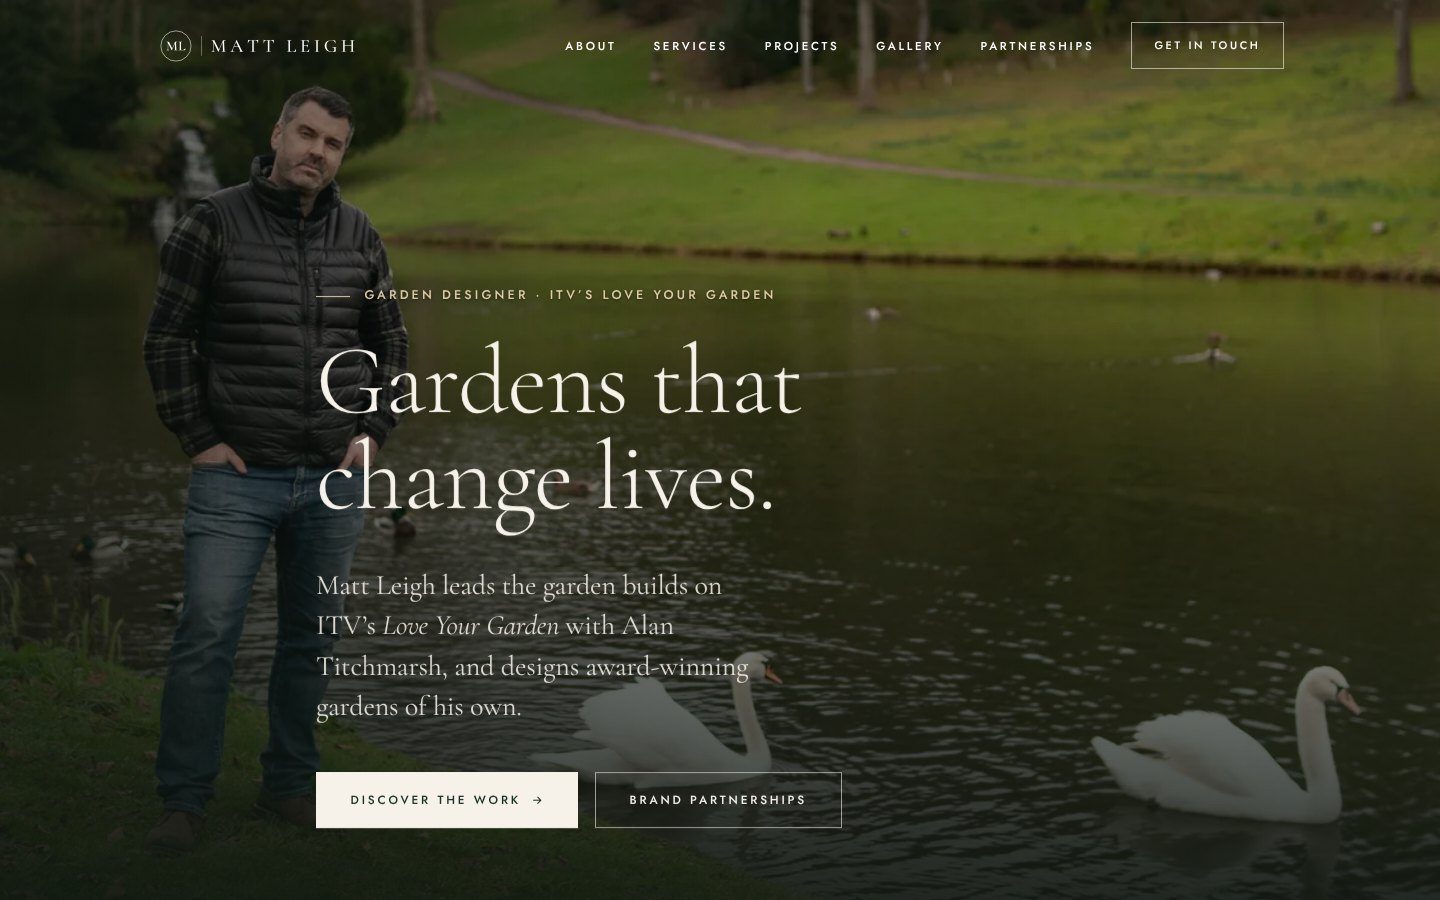 ML MATT LEIGH
ABOUT SERVICES PROJECTS GALLERY PARTNERSHIPS GET IN TOUCH
GARDEN DESIGNER · ITV’S LOVE YOUR GARDEN
Gardens that
change lives.
Matt Leigh leads the garden builds on
ITV’s Love Your Garden with Alan
Titchmarsh, and designs award-winning
gardens of his own.
DISCOVER THE WORK → BRAND PARTNERSHIPS